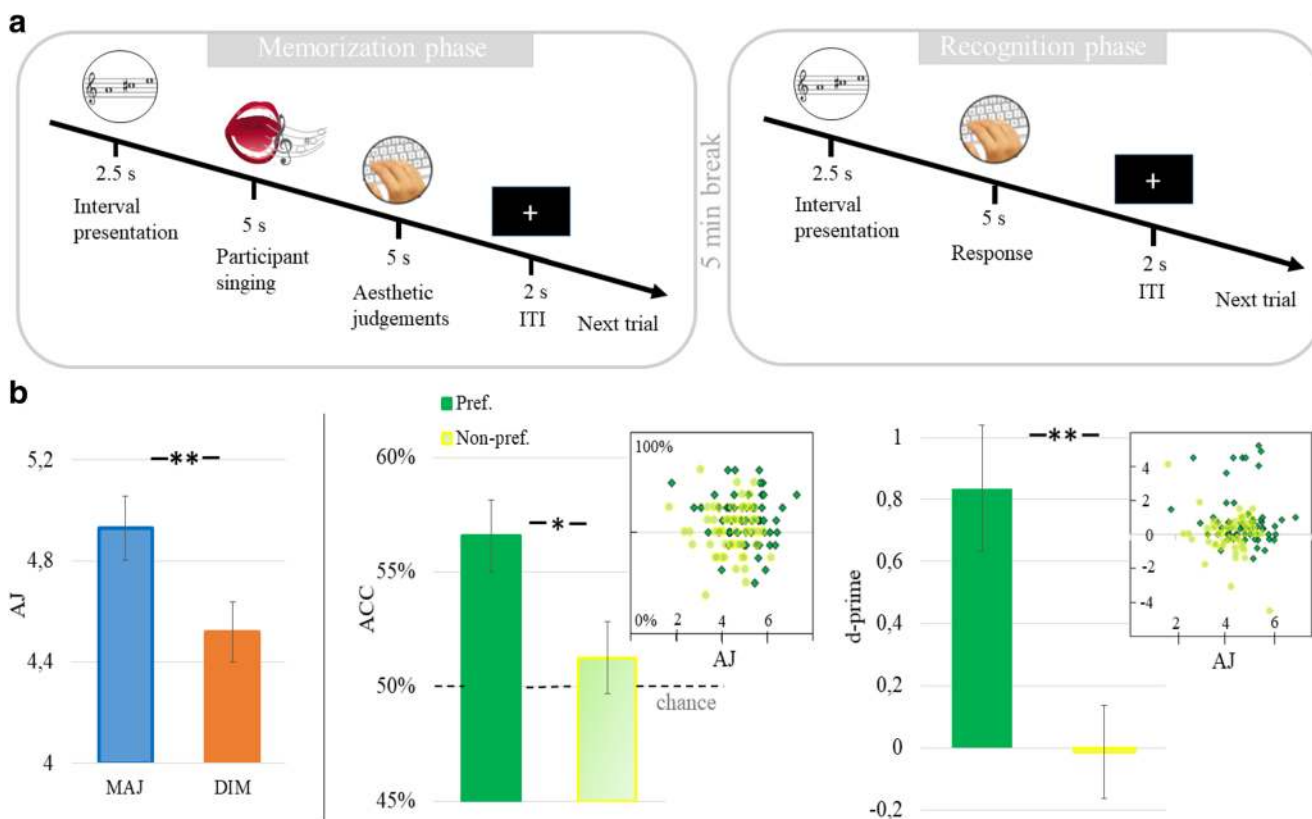 a
Memorization phase
2.5 s
Interval
presentation
5 s
Participant
singing
5 s
Aesthetic
judgements
+
2 s
ITI
Next trial
5 min break
Recognition phase
2.5 s
Interval
presentation
5 s
Response
+
2 s
ITI
Next trial
b
AJ
5,2
4,8
4,4
4
–**–
MAJ
DIM
Pref.
Non-pref.
ACC
60%
55%
50%
45%
–*–
chance
100%
0%
2
4
6
AJ
d-prime
1
0,8
0,6
0,4
0,2
0
-0,2
–**–
4
2
0
-2
-4
2
4
6
AJ